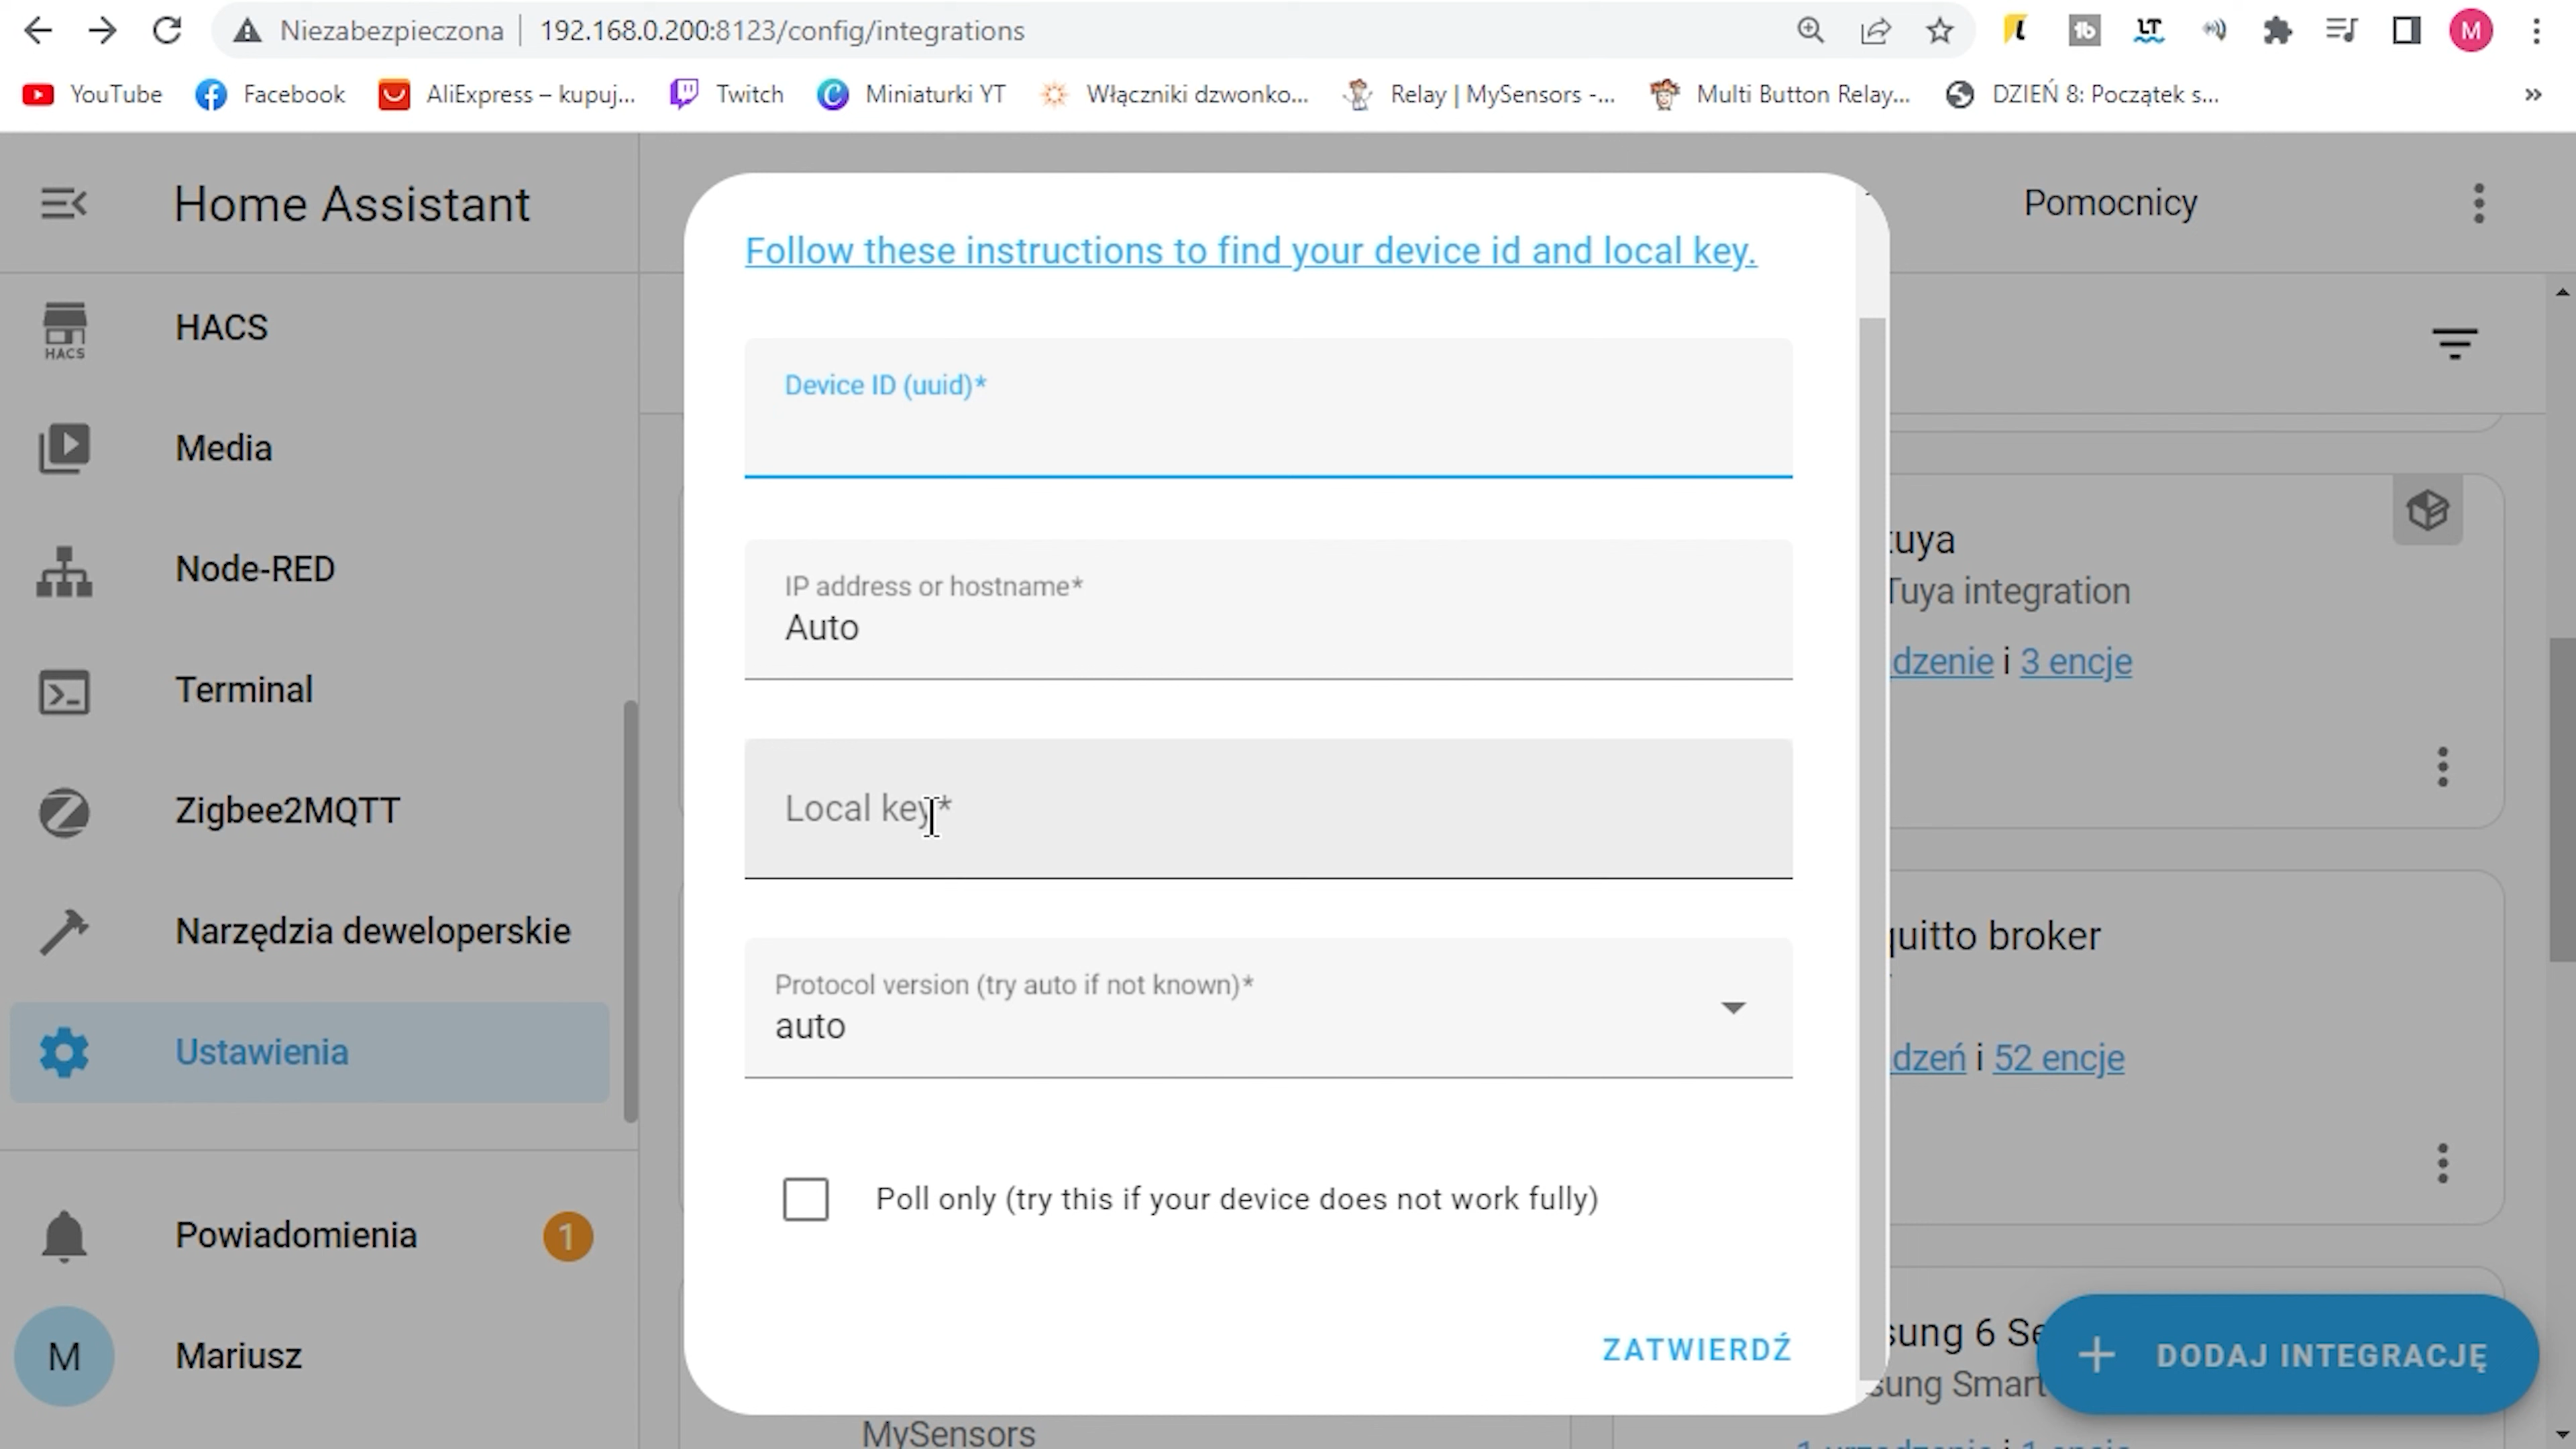 Niezabezpieczona | 192.168.0.200:8123/config/integrations
M
YouTube
Facebook
AliExpress – kupuj...
Twitch
Miniaturki YT
Włączniki dzwonko...
Relay | MySensors -...
Multi Button Relay...
DZIEŃ 8: Początek s...
»
Home Assistant
Pomocnicy
HACS
HACS
Media
Node-RED
Terminal
Zigbee2MQTT
Narzędzia deweloperskie
Ustawienia
Powiadomienia
1
M
Mariusz
Follow these instructions to find your device id and local key.
Device ID (uuid)*
IP address or hostname*
Auto
Local key*
Protocol version (try auto if not known)*
auto
Poll only (try this if your device does not work fully)
ZATWIERDŹ
tuya
Tuya integration
dzenie i 3 encje
quitto broker
dzeń i 52 encje
sung 6 Se
sung Smart
DODAJ INTEGRACJĘ
MySensors